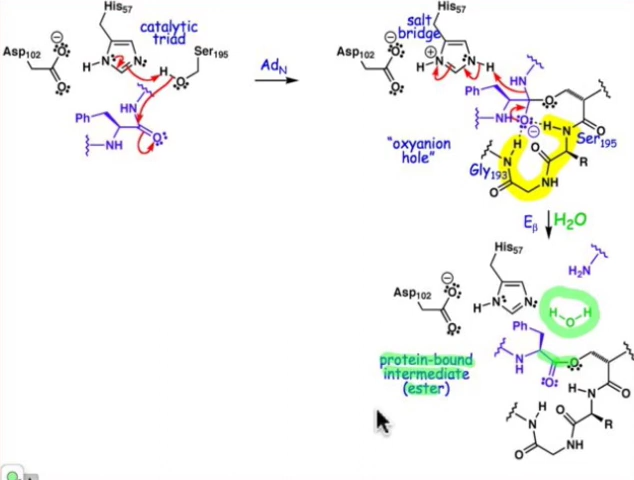 His57
catalytic
triad
Asp102
Ser195
H
N
N
H
O
O
O
HN
Ph
NH
O
AdN
His57
salt
bridge
Asp102
O
O
H
N
N
H
HN
Ph
NH
O
O
H
N
O
Ser195
"oxyanion
hole"
H
N
Gly193
O
R
O
NH
Eβ
H2O
His57
H2N
Asp102
O
O
H
N
N
H
H
O
Ph
protein-bound
intermediate
(ester)
N
H
O
O
H
N
O
H
N
O
R
O
NH